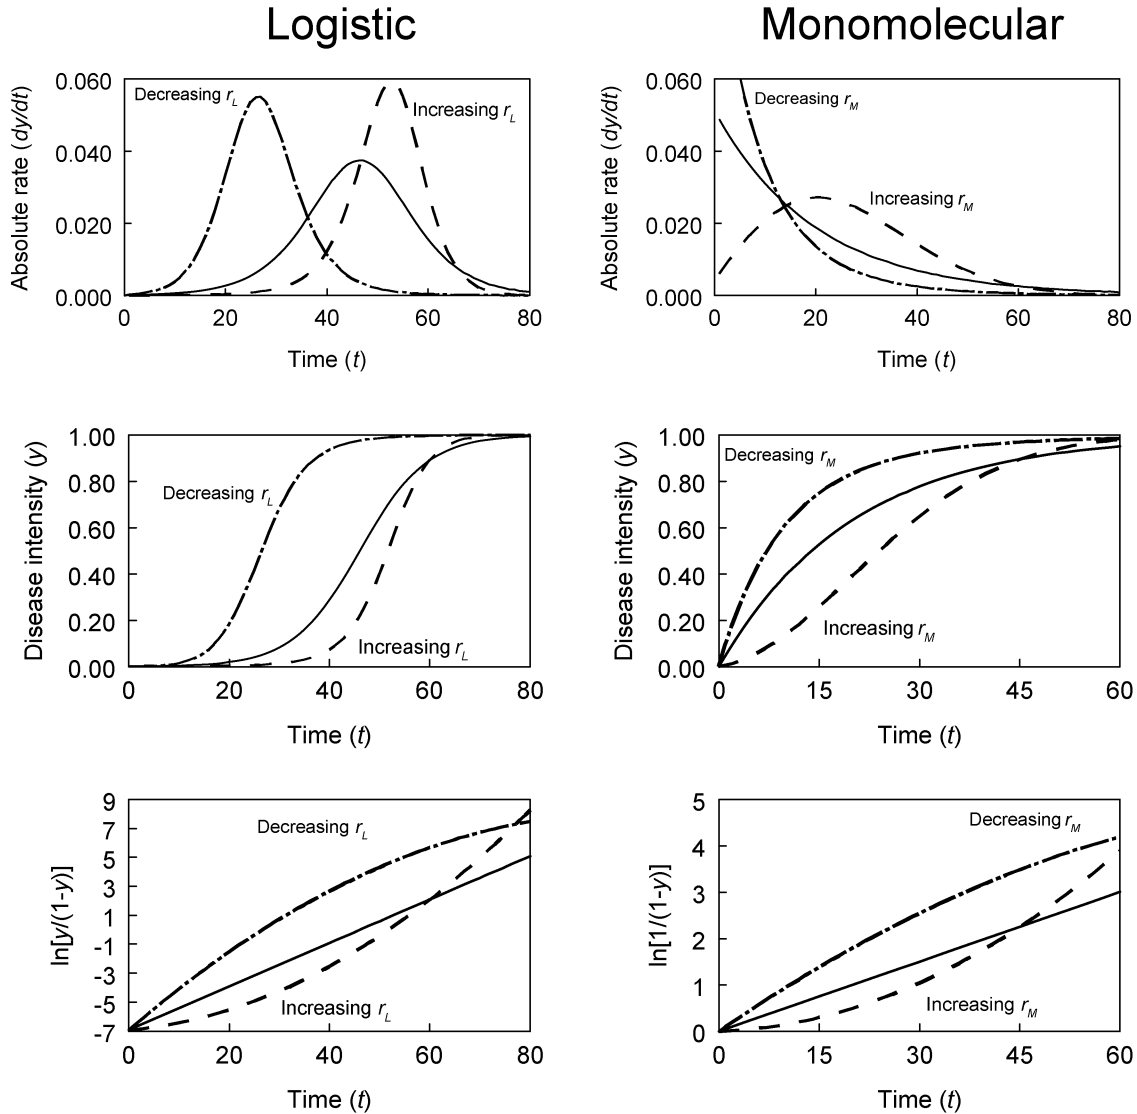 Logistic
Monomolecular
Absolute rate (dy/dt)
0.060
0.040
0.020
0.000
Decreasing rL
Increasing rL
0 20 40 60 80
Time (t)
Absolute rate (dy/dt)
0.060
0.040
0.020
0.000
Decreasing rM
Increasing rM
0 20 40 60 80
Time (t)
Disease intensity (y)
1.00
0.80
0.60
0.40
0.20
0.00
Decreasing rL
Increasing rL
0 20 40 60 80
Time (t)
Disease intensity (y)
1.00
0.80
0.60
0.40
0.20
0.00
Decreasing rM
Increasing rM
0 15 30 45 60
Time (t)
ln[y/(1-y)]
9
7
5
3
1
-1
-3
-5
-7
Decreasing rL
Increasing rL
0 20 40 60 80
Time (t)
ln[1/(1-y)]
5
4
3
2
1
0
Decreasing rM
Increasing rM
0 15 30 45 60
Time (t)